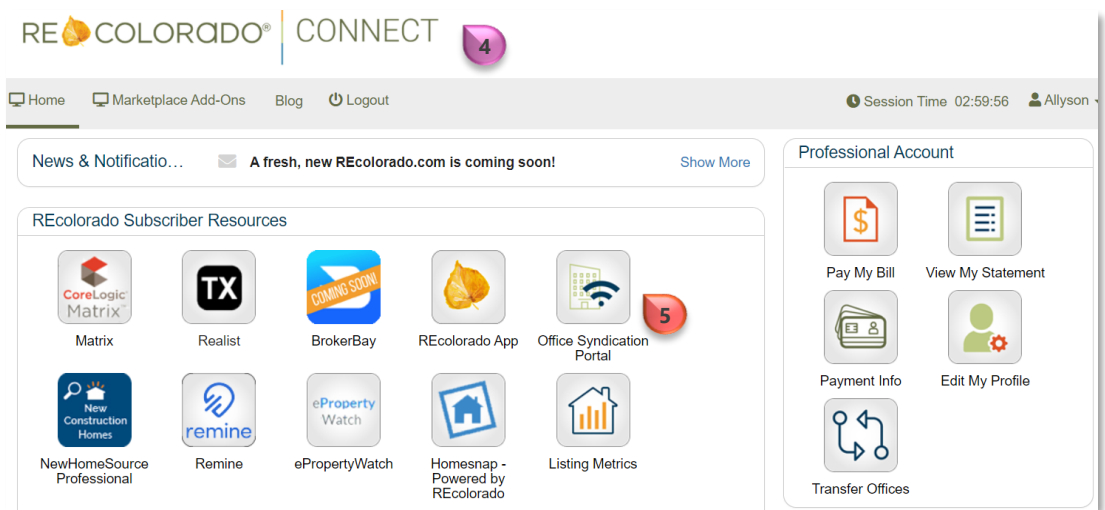 RECOLORADO® CONNECT
4
Home Marketplace Add-Ons Blog Logout Session Time 02:59:56 Allyson
News & Notificatio... A fresh, new REcolorado.com is coming soon! Show More
REcolorado Subscriber Resources
CoreLogic
Matrix™
Matrix
TX
Realist
COMING SOON!
BrokerBay
REcolorado App
Office Syndication
Portal
5
New
Construction
Homes
NewHomeSource
Professional
remine
Remine
eProperty
Watch
ePropertyWatch
Homesnap -
Powered by
REcolorado
Listing Metrics
Professional Account
$
Pay My Bill
View My Statement
Payment Info
Edit My Profile
Transfer Offices